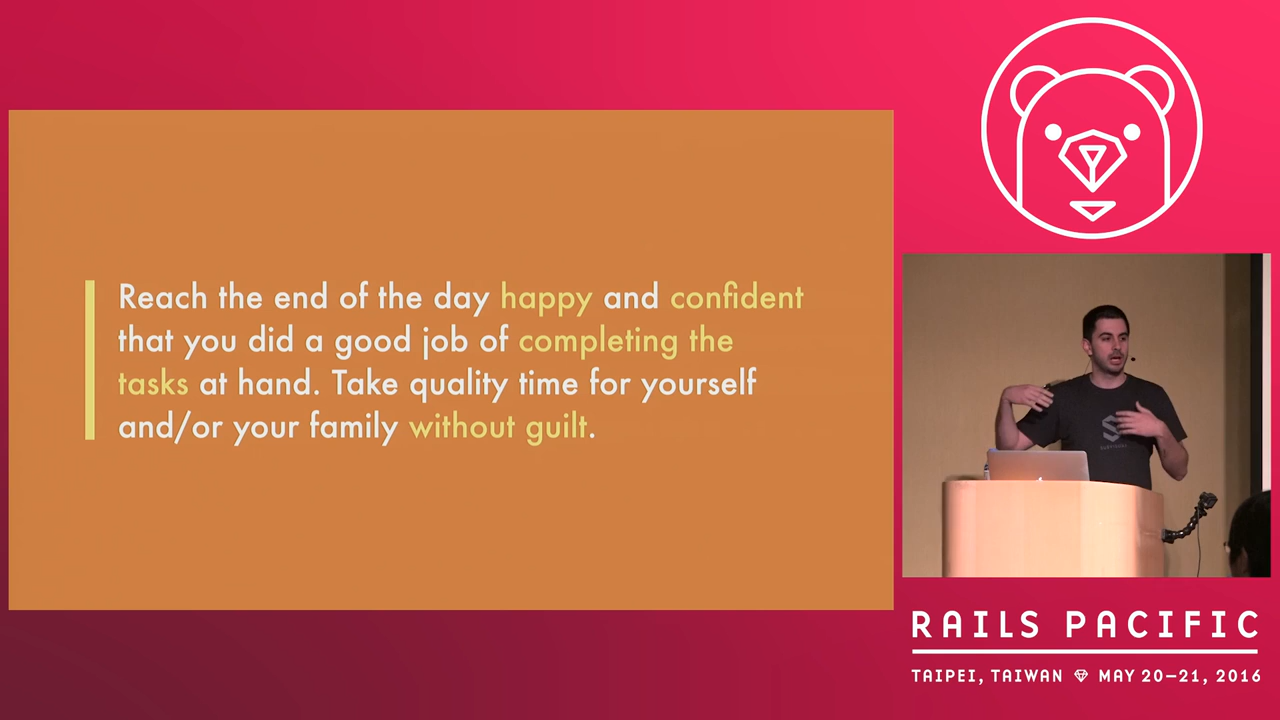 Reach the end of the day happy and confident
that you did a good job of completing the
tasks at hand. Take quality time for yourself
and/or your family without guilt.
RAILS PACIFIC
TAIPEI, TAIWAN MAY 20–21, 2016